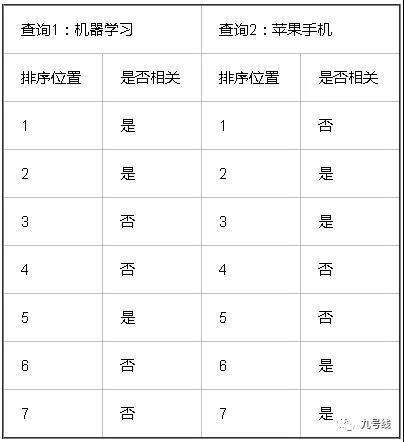 查询1：机器学习 查询2：苹果手机
排序位置 是否相关 排序位置 是否相关
1 是 1 否
2 是 2 是
3 否 3 是
4 否 4 否
5 是 5 否
6 否 6 是
7 否 7 是
九号线